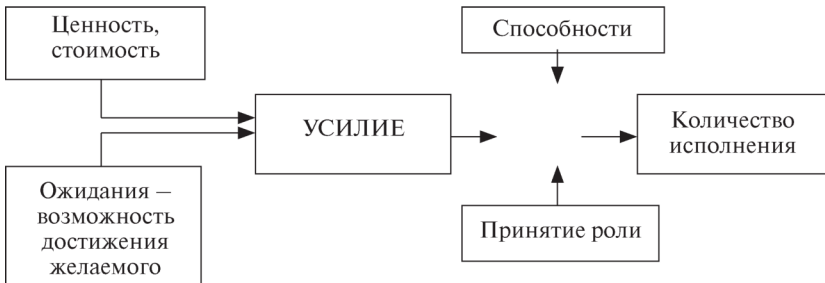 Ценность,
стоимость
Способности
УСИЛИЕ
Количество
исполнения
Ожидания —
возможность
достижения
желаемого
Принятие роли